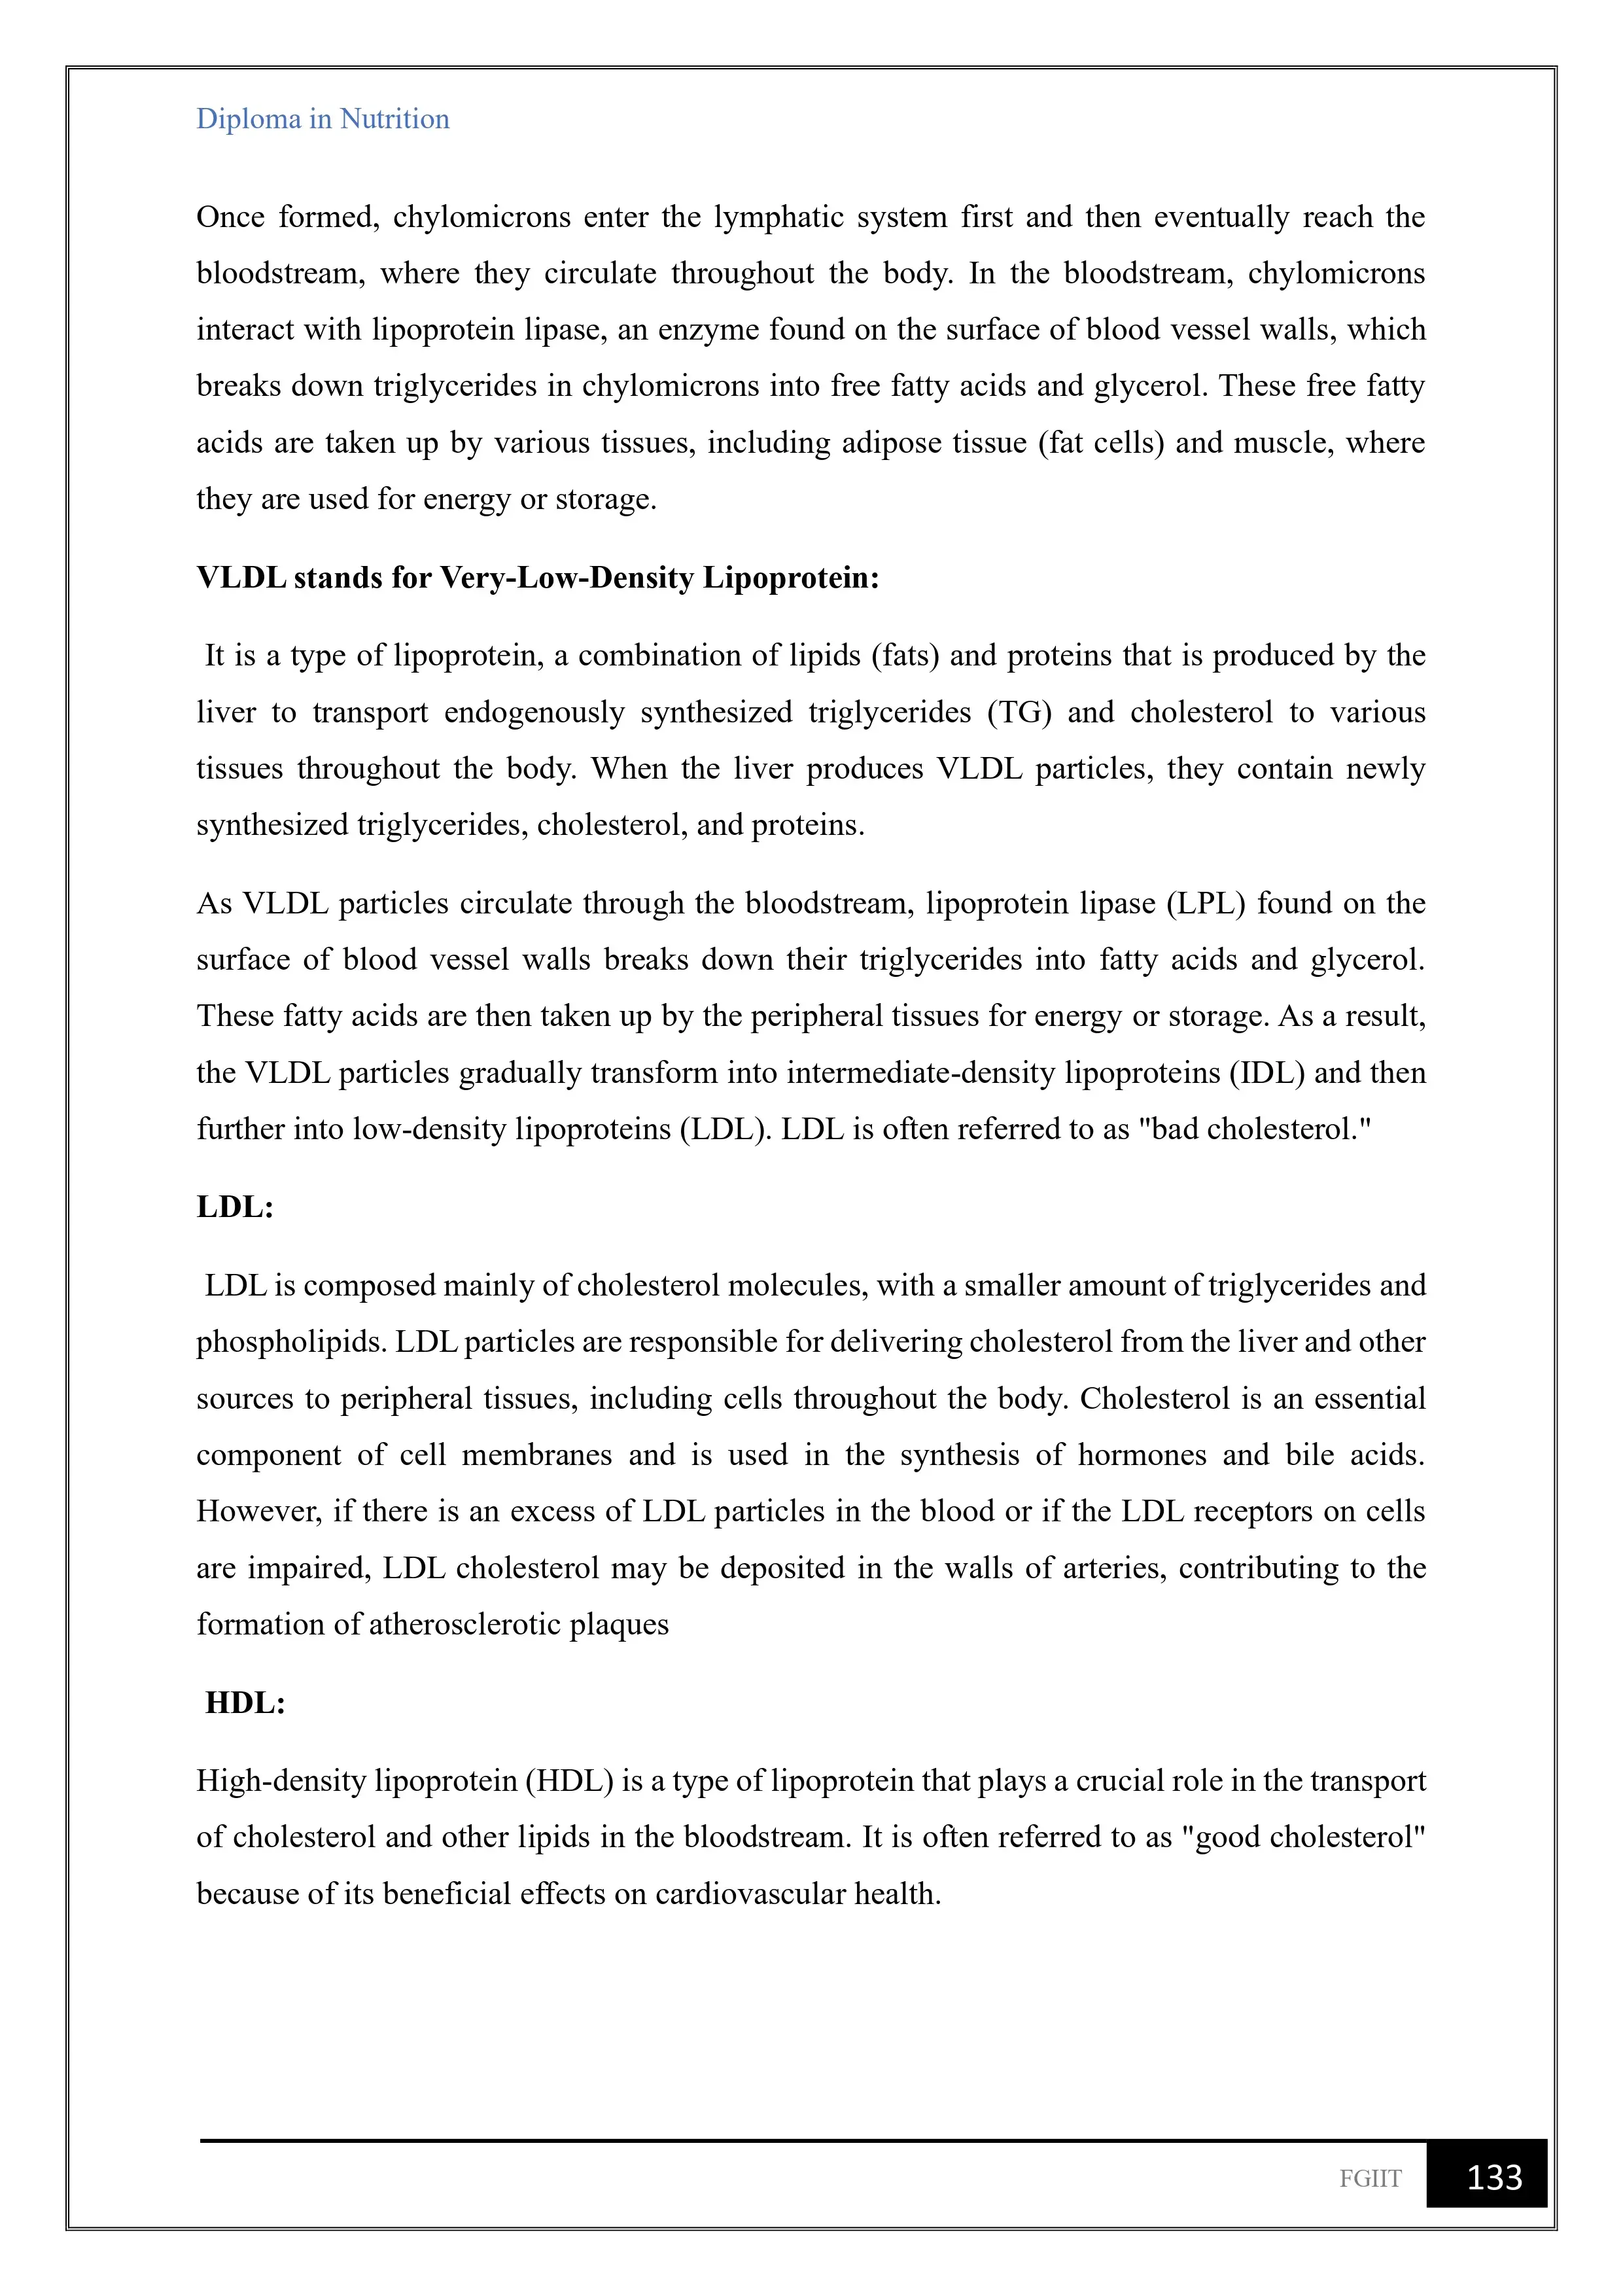 Diploma in Nutrition
Once formed, chylomicrons enter the lymphatic system first and then eventually reach the
bloodstream, where they circulate throughout the body. In the bloodstream, chylomicrons
interact with lipoprotein lipase, an enzyme found on the surface of blood vessel walls, which
breaks down triglycerides in chylomicrons into free fatty acids and glycerol. These free fatty
acids are taken up by various tissues, including adipose tissue (fat cells) and muscle, where
they are used for energy or storage.
VLDL stands for Very-Low-Density Lipoprotein:
It is a type of lipoprotein, a combination of lipids (fats) and proteins that is produced by the
liver to transport endogenously synthesized triglycerides (TG) and cholesterol to various
tissues throughout the body. When the liver produces VLDL particles, they contain newly
synthesized triglycerides, cholesterol, and proteins.
As VLDL particles circulate through the bloodstream, lipoprotein lipase (LPL) found on the
surface of blood vessel walls breaks down their triglycerides into fatty acids and glycerol.
These fatty acids are then taken up by the peripheral tissues for energy or storage. As a result,
the VLDL particles gradually transform into intermediate-density lipoproteins (IDL) and then
further into low-density lipoproteins (LDL). LDL is often referred to as "bad cholesterol."
LDL:
LDL is composed mainly of cholesterol molecules, with a smaller amount of triglycerides and
phospholipids. LDL particles are responsible for delivering cholesterol from the liver and other
sources to peripheral tissues, including cells throughout the body. Cholesterol is an essential
component of cell membranes and is used in the synthesis of hormones and bile acids.
However, if there is an excess of LDL particles in the blood or if the LDL receptors on cells
are impaired, LDL cholesterol may be deposited in the walls of arteries, contributing to the
formation of atherosclerotic plaques
HDL:
High-density lipoprotein (HDL) is a type of lipoprotein that plays a crucial role in the transport
of cholesterol and other lipids in the bloodstream. It is often referred to as "good cholesterol"
because of its beneficial effects on cardiovascular health.
FGIIT 133